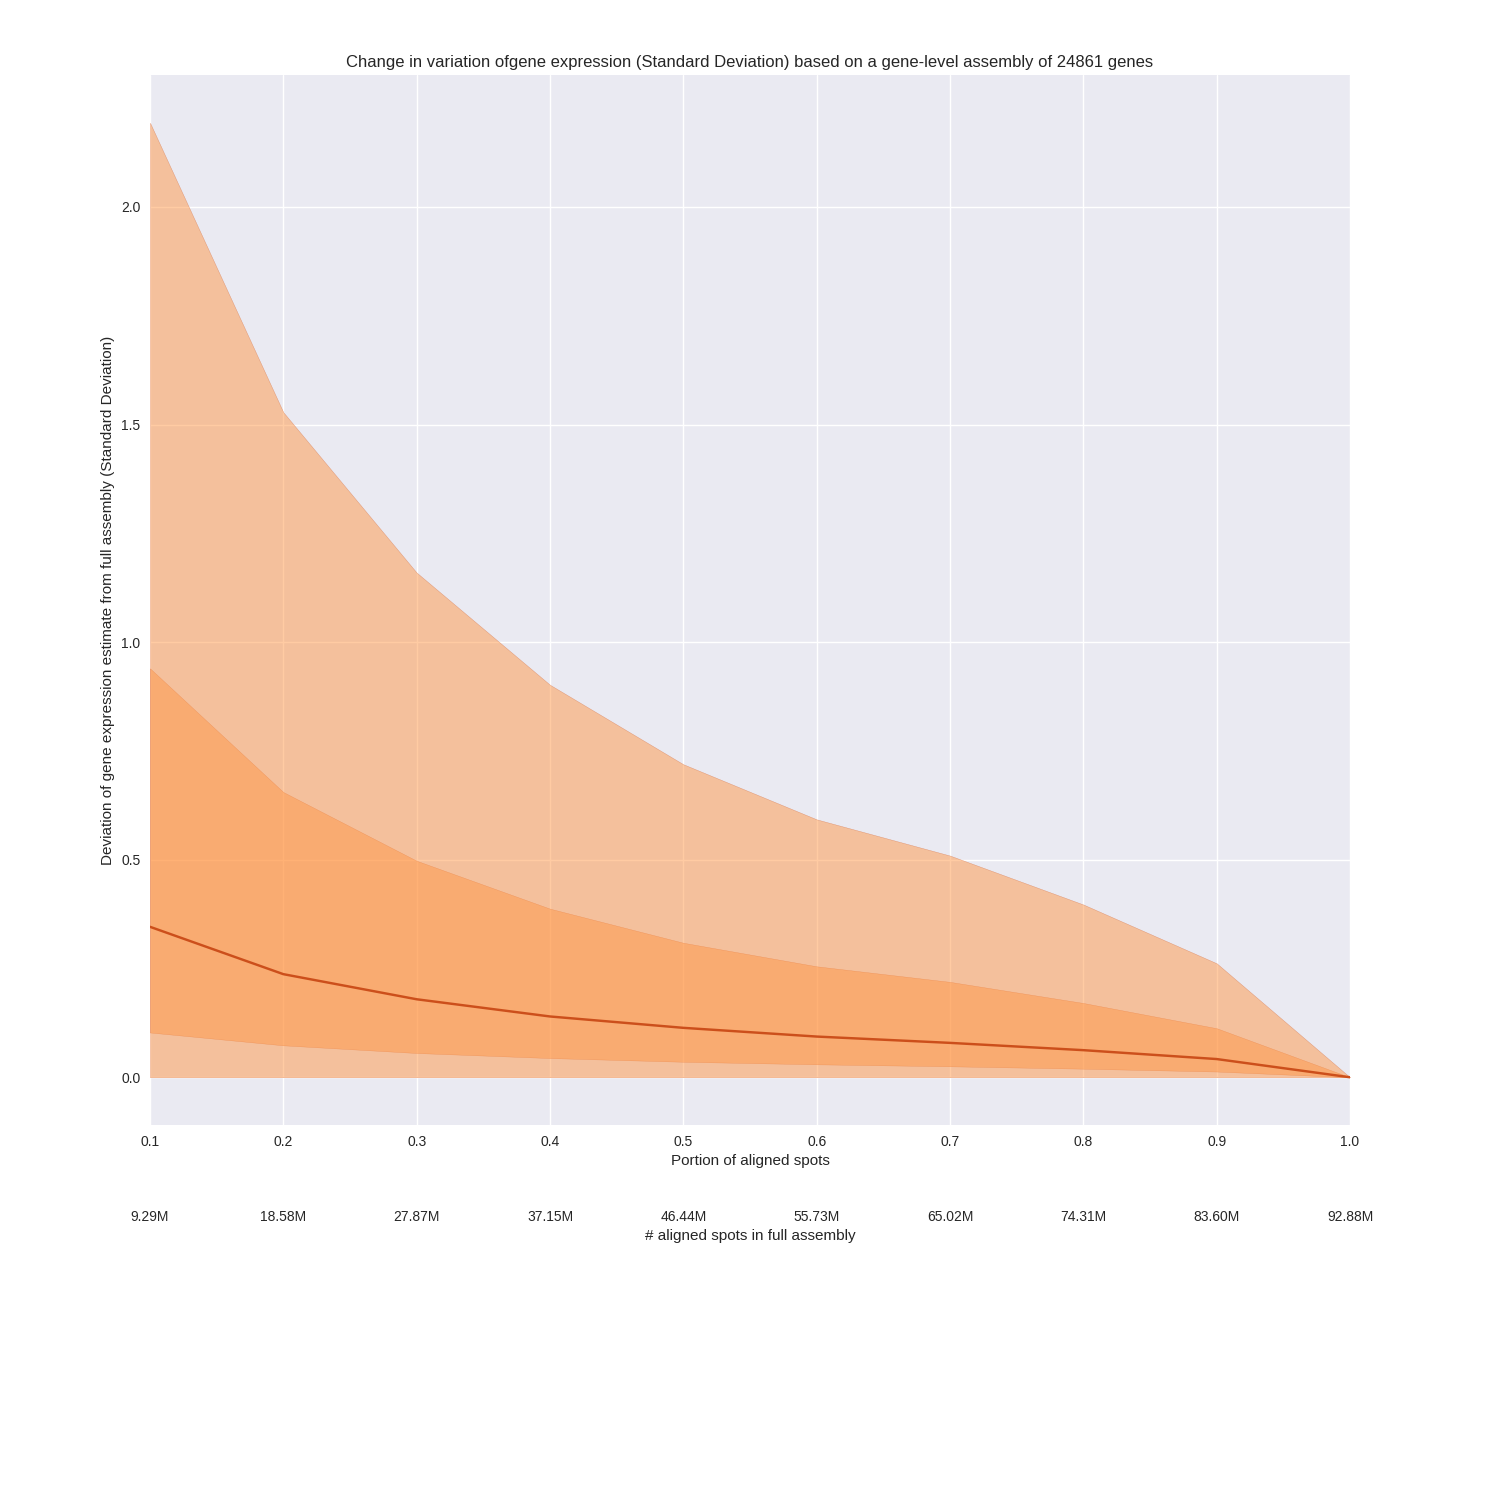 Change in variation ofgene expression (Standard Deviation) based on a gene-level assembly of 24861 genes
Deviation of gene expression estimate from full assembly (Standard Deviation)
2.0
1.5
1.0
0.5
0.0
0.1 0.2 0.3 0.4 0.5 0.6 0.7 0.8 0.9 1.0
Portion of aligned spots
9.29M 18.58M 27.87M 37.15M 46.44M 55.73M 65.02M 74.31M 83.60M 92.88M
# aligned spots in full assembly